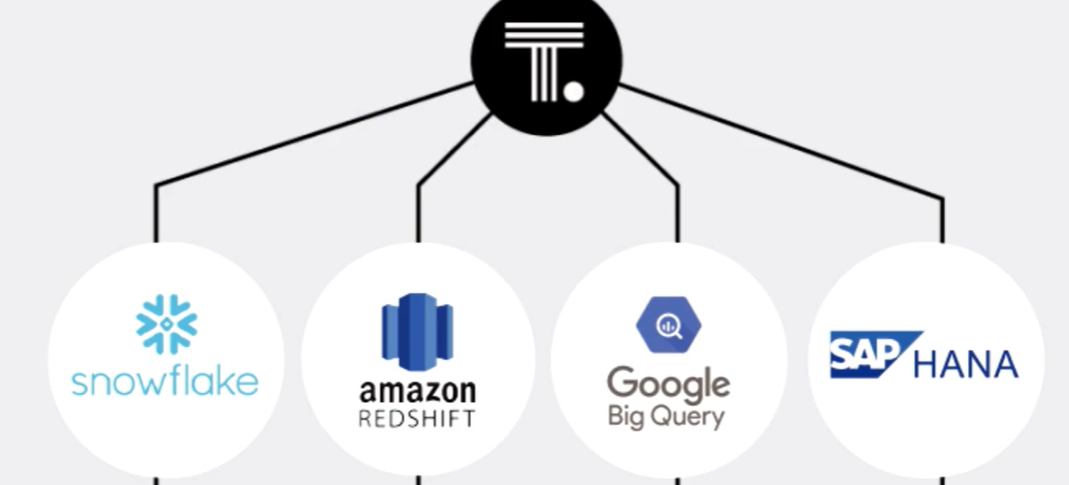 T.
snowflake
amazon
REDSHIFT
Google
Big Query
SAP HANA